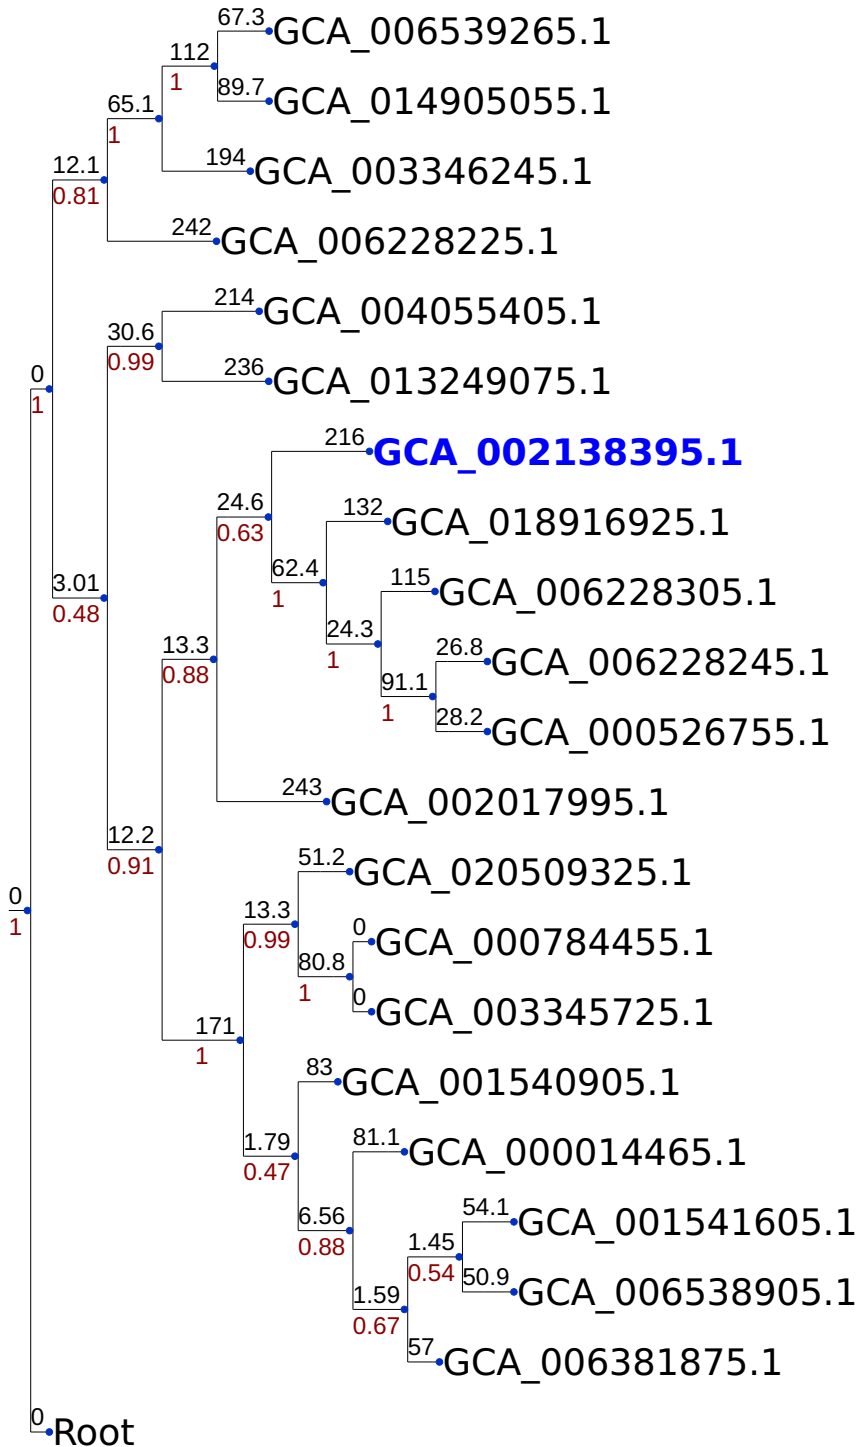 67.3
GCA_006539265.1
112
1
89.7
GCA_014905055.1
65.1
1
194
GCA_003346245.1
12.1
0.81
242
GCA_006228225.1
214
GCA_004055405.1
30.6
0.99
236
GCA_013249075.1
0
1
216
GCA_002138395.1
24.6
0.63
132
GCA_018916925.1
62.4
1
115
GCA_006228305.1
3.01
0.48
24.3
1
26.8
GCA_006228245.1
13.3
0.88
91.1
1
28.2
GCA_000526755.1
243
GCA_002017995.1
12.2
0.91
51.2
GCA_020509325.1
0
1
13.3
0.99
0
GCA_000784455.1
80.8
1
0
GCA_003345725.1
171
1
83
GCA_001540905.1
1.79
0.47
81.1
GCA_000014465.1
6.56
0.88
54.1
GCA_001541605.1
1.45
0.54
50.9
GCA_006538905.1
1.59
0.67
57
GCA_006381875.1
0
Root